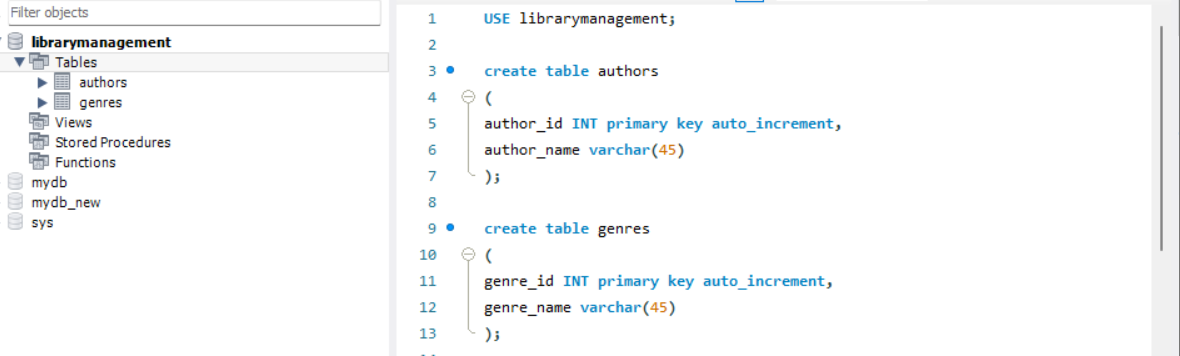 Filter objects
librarymanagement
Tables
authors
genres
Views
Stored Procedures
Functions
mydb
mydb_new
sys
1 USE librarymanagement;
2
3 create table authors
4 (
5 author_id INT primary key auto_increment,
6 author_name varchar(45)
7 );
8
9 create table genres
10 (
11 genre_id INT primary key auto_increment,
12 genre_name varchar(45)
13 );